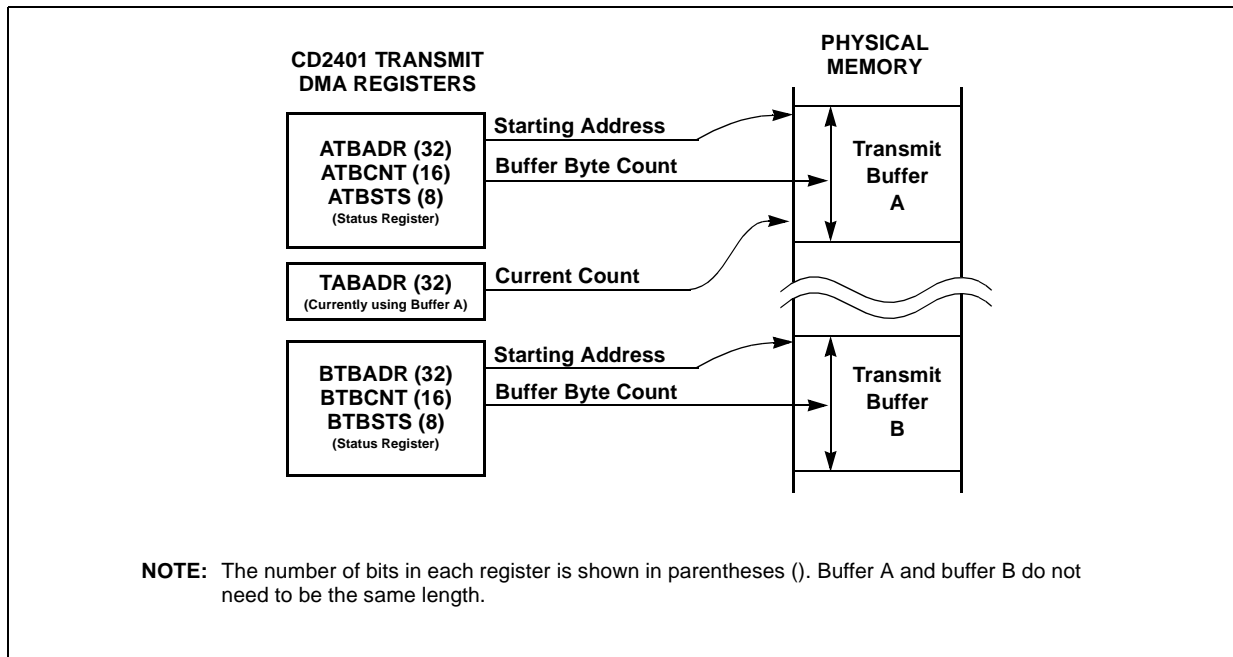 CD2401 TRANSMIT
DMA REGISTERS
PHYSICAL
MEMORY
ATBADR (32)
ATBCNT (16)
ATBSTS (8)
(Status Register)
Starting Address
Buffer Byte Count
Transmit
Buffer
A
TABADR (32)
(Currently using Buffer A)
Current Count
BTBADR (32)
BTBCNT (16)
BTBSTS (8)
(Status Register)
Starting Address
Buffer Byte Count
Transmit
Buffer
B
NOTE: The number of bits in each register is shown in parentheses (). Buffer A and buffer B do not
need to be the same length.